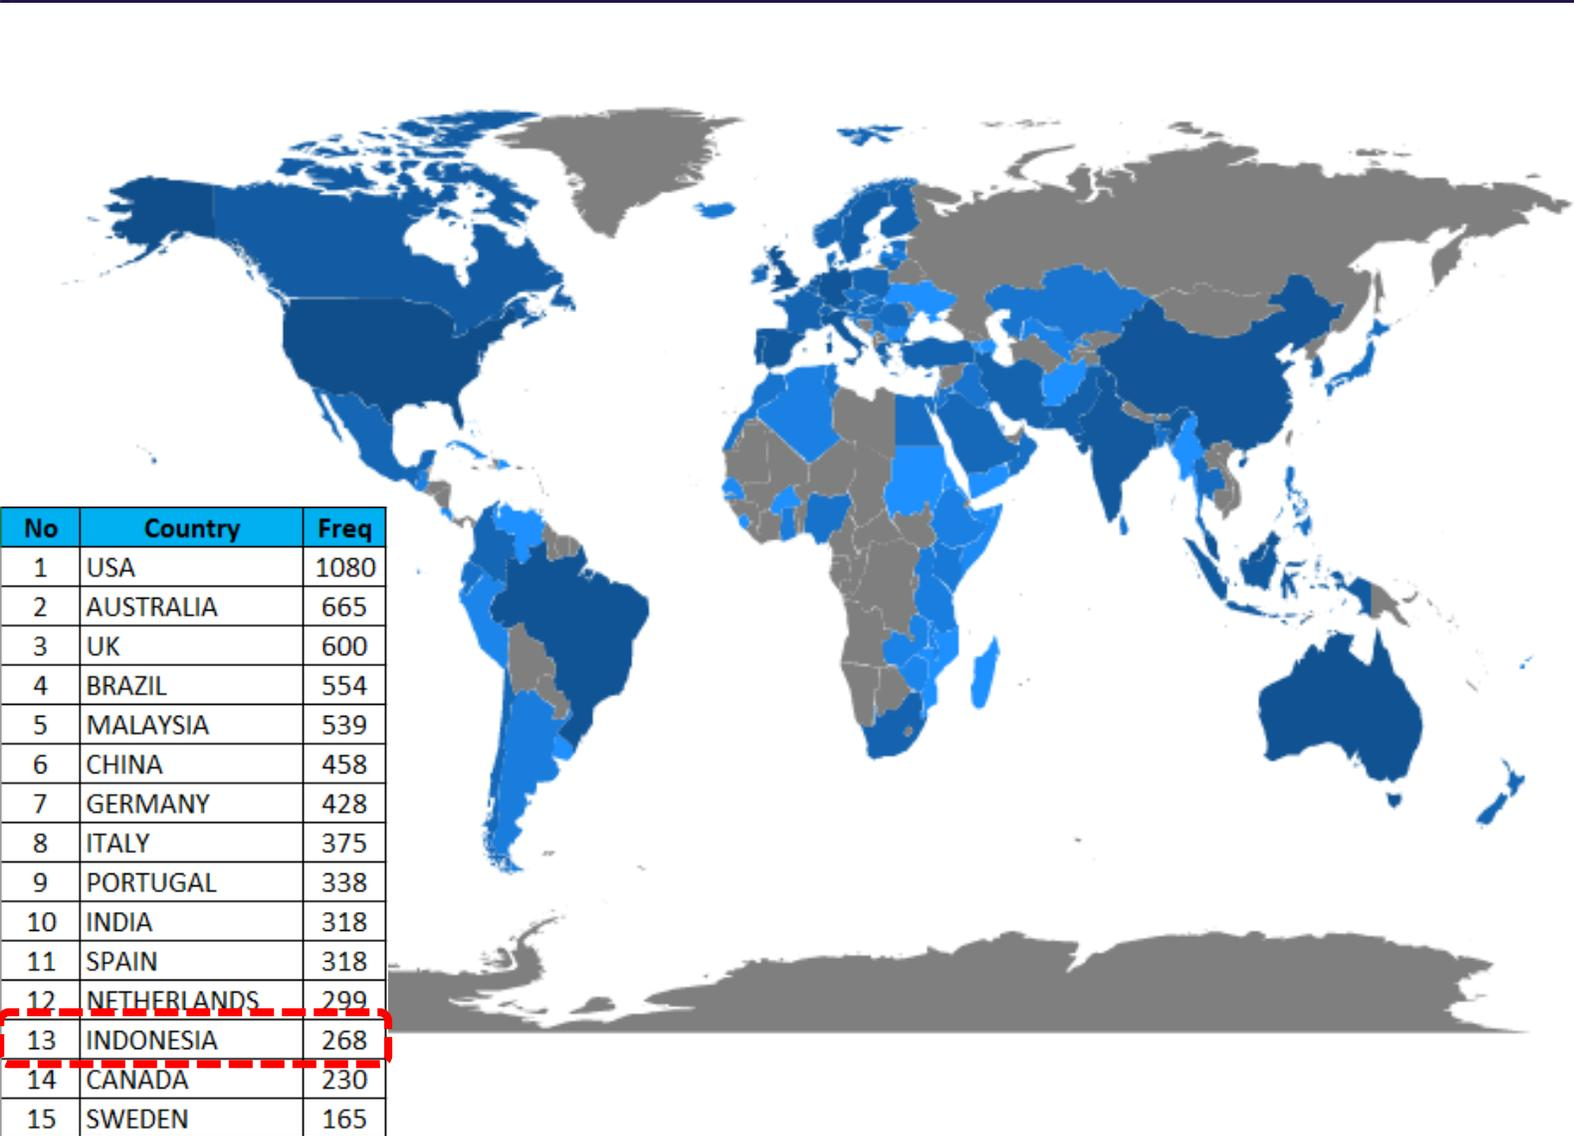 No Country Freq
1 USA 1080
2 AUSTRALIA 665
3 UK 600
4 BRAZIL 554
5 MALAYSIA 539
6 CHINA 458
7 GERMANY 428
8 ITALY 375
9 PORTUGAL 338
10 INDIA 318
11 SPAIN 318
12 NETHERLANDS 299
13 INDONESIA 268
14 CANADA 230
15 SWEDEN 165